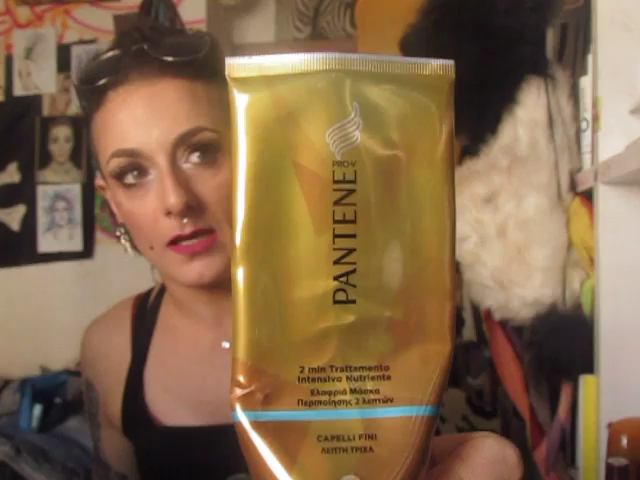 PRO-V
PANTENE
2 min Trattamento
Intensivo Nutriente
Ελαφριά Μάσκα
Περιποίησης 2 λεπτών
CAPELLI FINI
ΛΕΠΤΗ ΤΡΙΧΑ